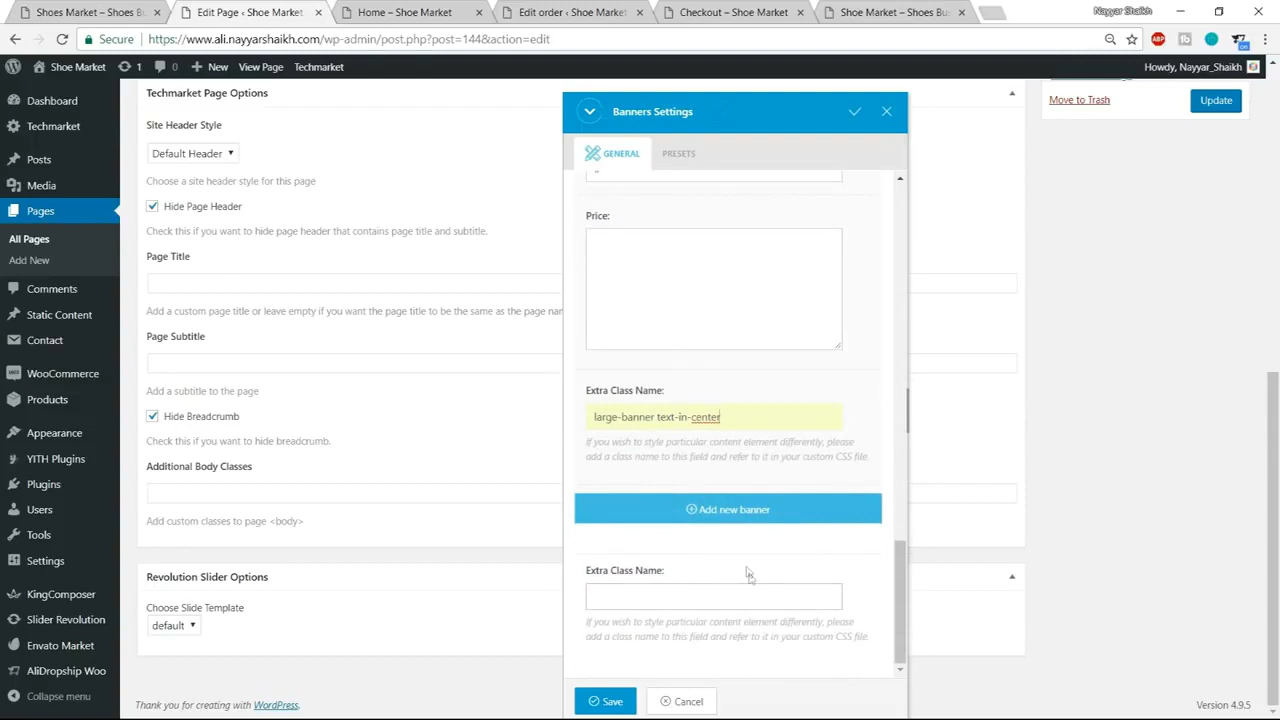 Shoes Market – Shoes Bu
Edit Page ‹ Shoe Market
Home – Shoe Market
Edit order ‹ Shoe Market
Checkout – Shoe Market
Shoe Market – Shoes Bus
Nayyar Shaikh
Secure
https://www.ali.nayyarshaikh.com/wp-admin/post.php?post=144&action=edit
ABP
on
Shoe Market
1
New
View Page
Techmarket
Howdy, Nayyar_Shaikh
Dashboard
Techmarket
Posts
Media
Pages
All Pages
Add New
Comments
Static Content
Contact
WooCommerce
Products
Appearance
YITH Plugins
Plugins
Users
Tools
Settings
KingComposer
Slider Revolution
Envato Market
AliDropship Woo
Collapse menu
Techmarket Page Options
Site Header Style
Default Header
Choose a site header style for this page
Hide Page Header
Check this if you want to hide page header that contains page title and subtitle.
Page Title
Add a custom page title or leave empty if you want the page title to be the same as the page nam
Page Subtitle
Add a subtitle to the page
Hide Breadcrumb
Check this if you want to hide breadcrumb.
Additional Body Classes
Add custom classes to page <body>
Revolution Slider Options
Choose Slide Template
default
Thank you for creating with WordPress.
Banners Settings
GENERAL
PRESETS
Price:
Extra Class Name:
large-banner text-in-center
If you wish to style particular content element differently, please
add a class name to this field and refer to it in your custom CSS file.
Add new banner
Extra Class Name:
If you wish to style particular content element differently, please
add a class name to this field and refer to it in your custom CSS file.
Save
Cancel
Move to Trash
Update
Version 4.9.5